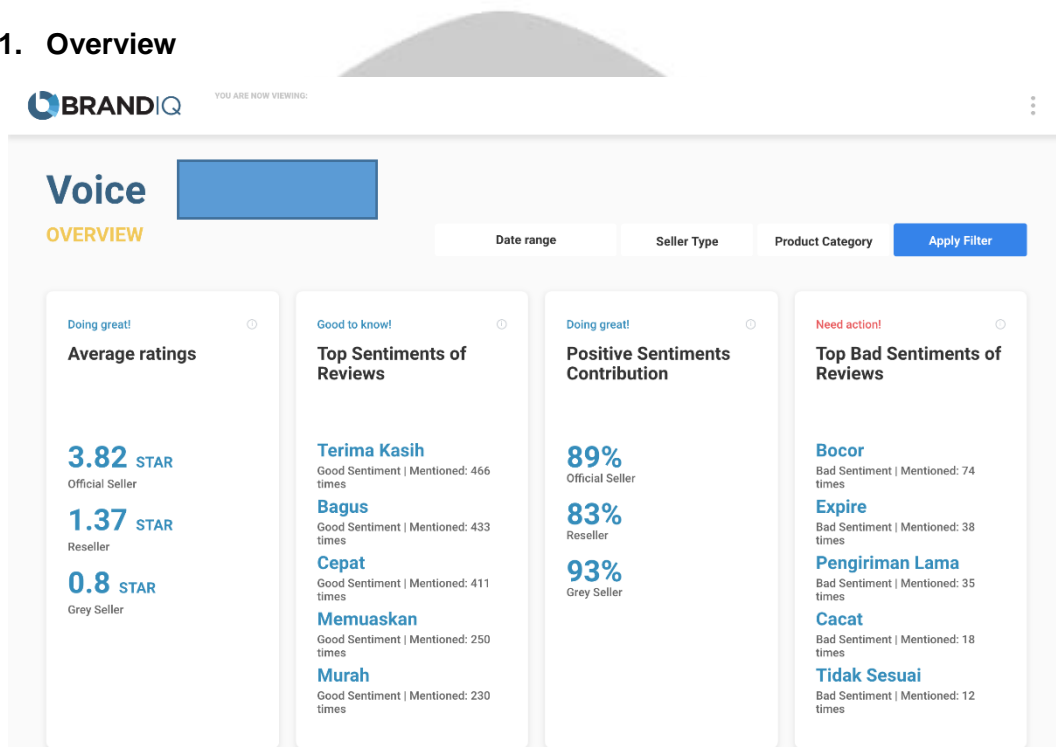 1. Overview
BRANDIQ
YOU ARE NOW VIEWING:
Voice
OVERVIEW
Date range
Seller Type
Product Category
Apply Filter
Doing great!
Average ratings
3.82 STAR
Official Seller
1.37 STAR
Reseller
0.8 STAR
Grey Seller
Good to know!
Top Sentiments of
Reviews
Terima Kasih
Good Sentiment | Mentioned: 466
times
Bagus
Good Sentiment | Mentioned: 433
times
Cepat
Good Sentiment | Mentioned: 411
times
Memuaskan
Good Sentiment | Mentioned: 250
times
Murah
Good Sentiment | Mentioned: 230
times
Doing great!
Positive Sentiments
Contribution
89%
Official Seller
83%
Reseller
93%
Grey Seller
Need action!
Top Bad Sentiments of
Reviews
Bocor
Bad Sentiment | Mentioned: 74
times
Expire
Bad Sentiment | Mentioned: 38
times
Pengiriman Lama
Bad Sentiment | Mentioned: 35
times
Cacat
Bad Sentiment | Mentioned: 18
times
Tidak Sesuai
Bad Sentiment | Mentioned: 12
times